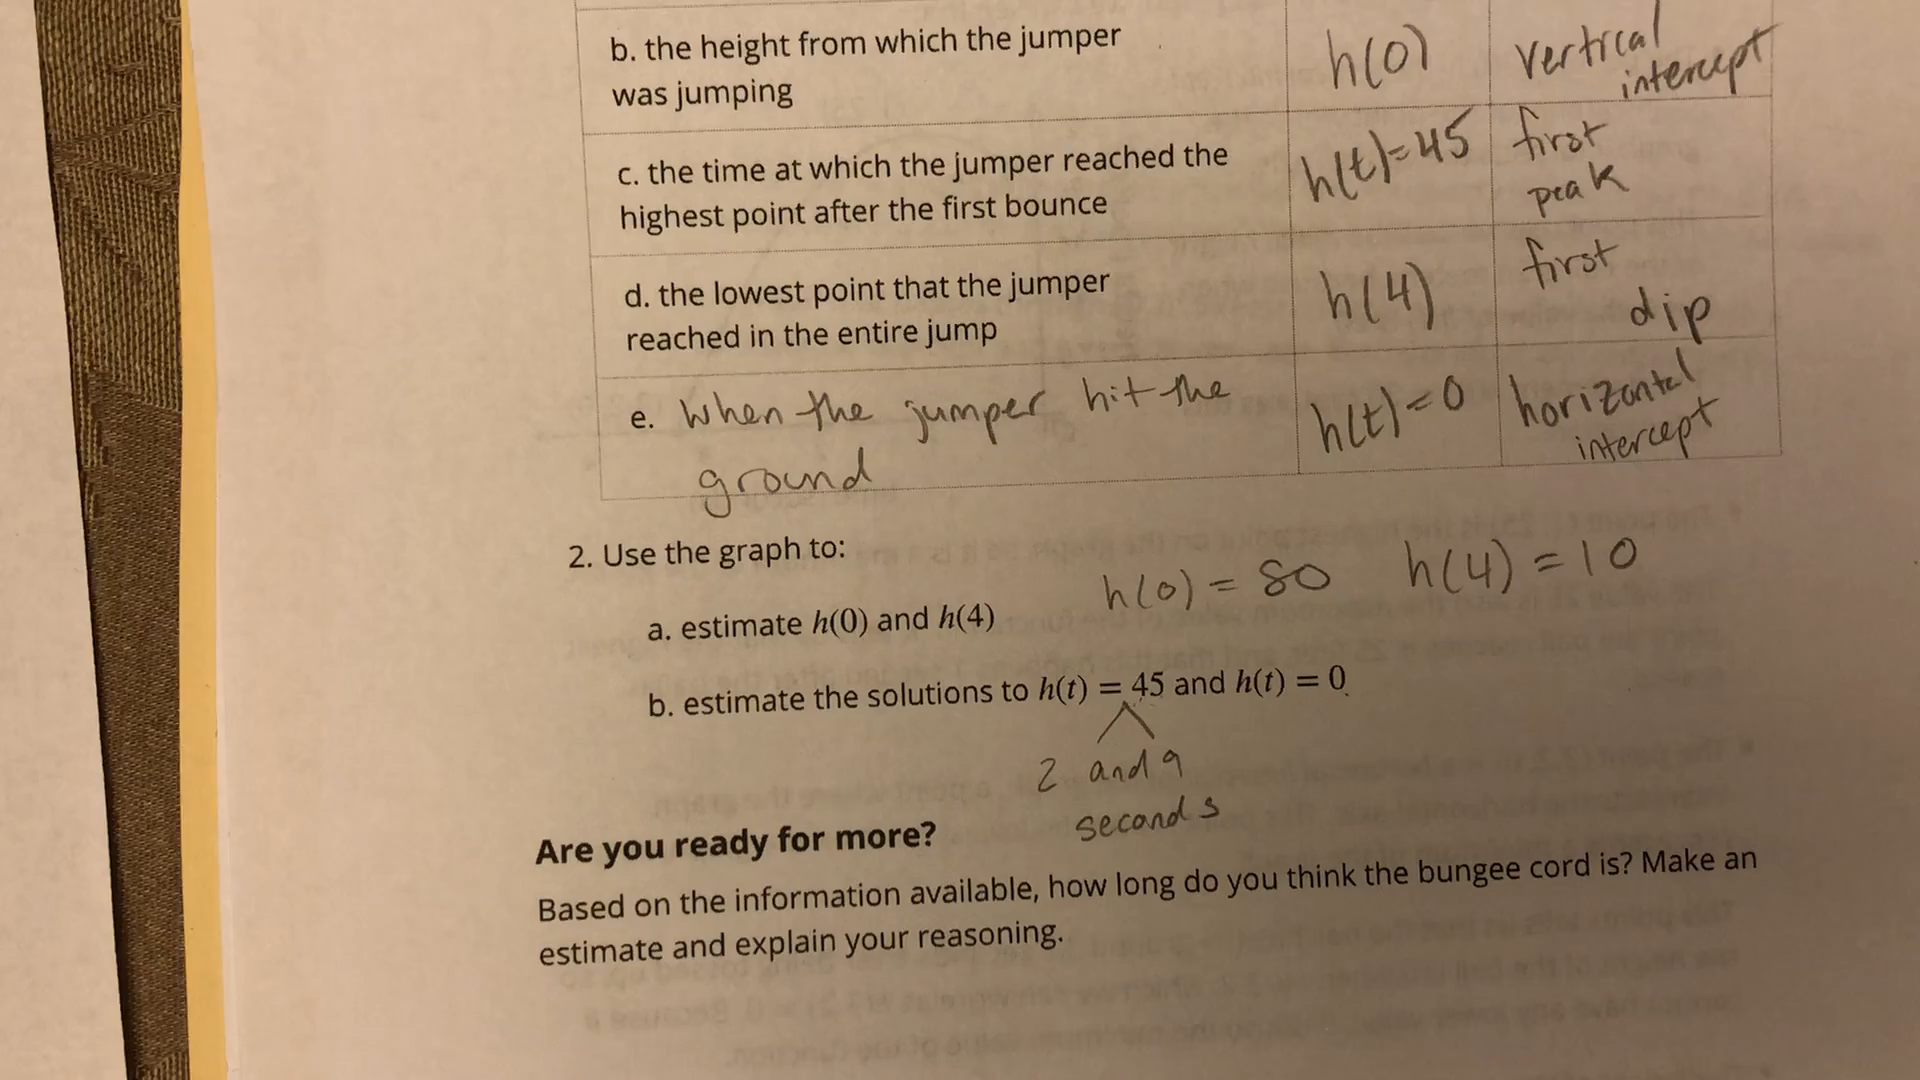 b. the height from which the jumper
was jumping
h(0)
vertical
intercept
c. the time at which the jumper reached the
highest point after the first bounce
h(t)=45
first
peak
d. the lowest point that the jumper
reached in the entire jump
h(4)
first
dip
e. When the jumper hit the
ground
h(t)=0
horizontal
intercept
2. Use the graph to:
h(0) = 80 h(4) = 10
a. estimate h(0) and h(4)
b. estimate the solutions to h(t) = 45 and h(t) = 0.
2 and 9
seconds
Are you ready for more?
Based on the information available, how long do you think the bungee cord is? Make an
estimate and explain your reasoning.